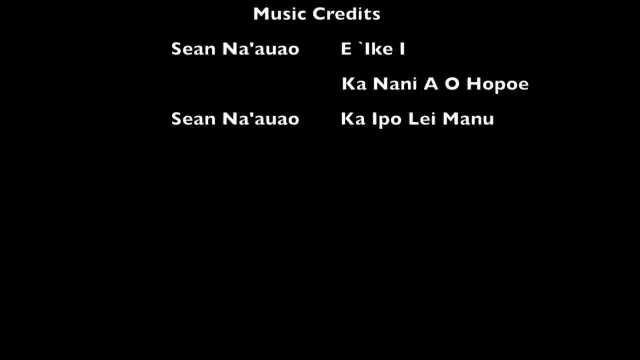 Music Credits
Sean Na'auao E `Ike I
Ka Nani A O Hopoe
Sean Na'auao Ka Ipo Lei Manu